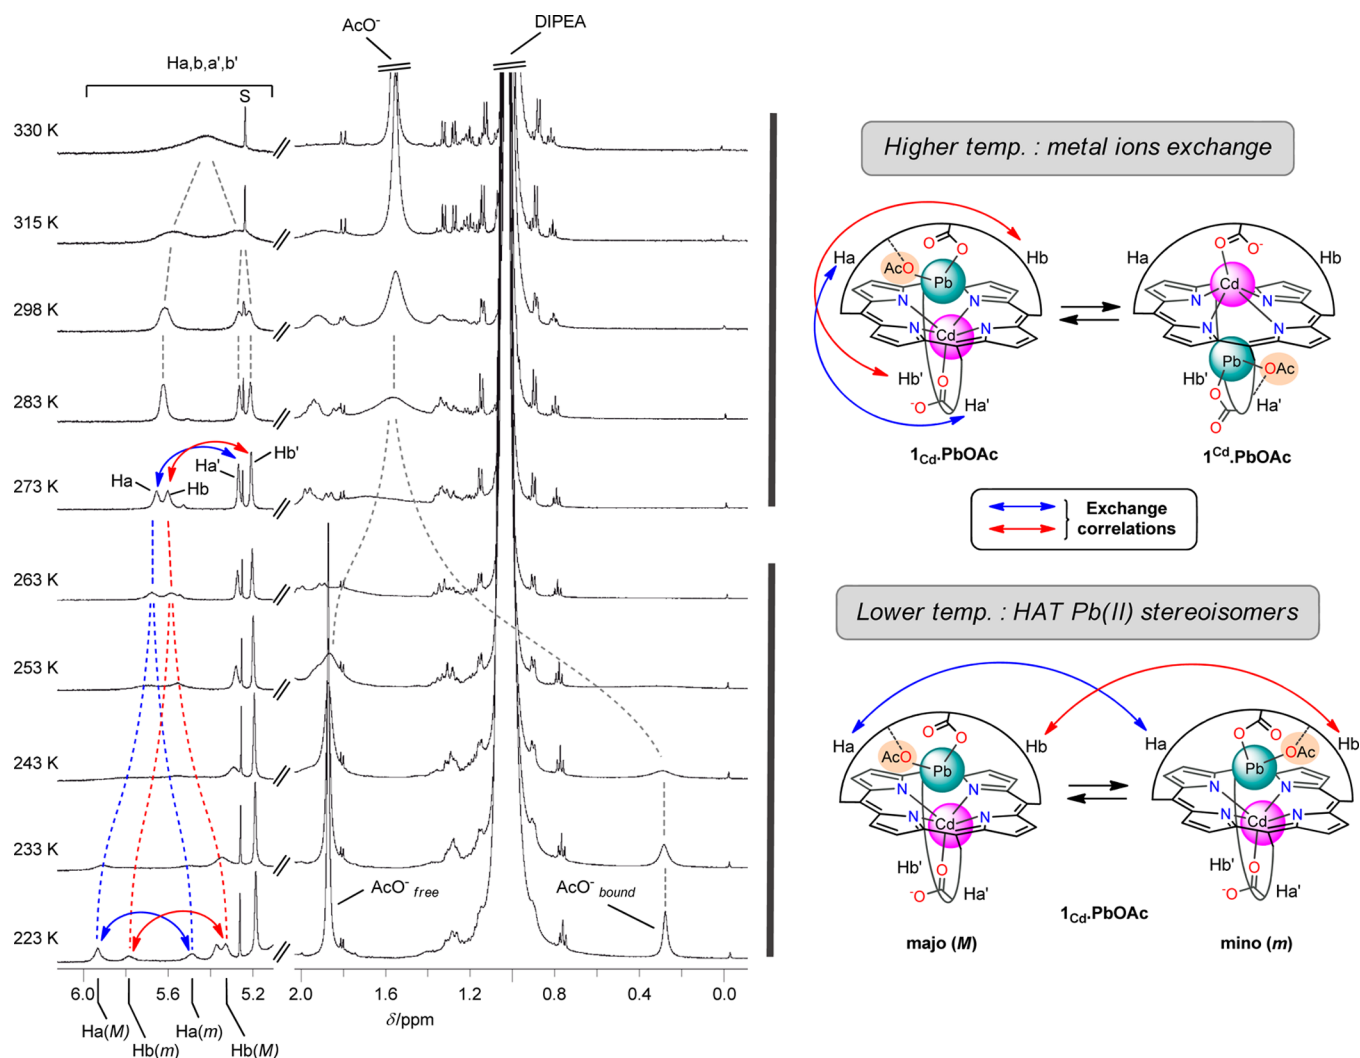 AcO-
DIPEA
Ha,b,a',b'
S
330 K
315 K
298 K
283 K
273 K
Ha
Hb
Ha'
Hb'
263 K
253 K
243 K
233 K
223 K
AcO- free
AcO- bound
6.0
5.6
5.2
2.0
1.6
1.2
0.8
0.4
0.0
δ/ppm
Ha(M)
Hb(m)
Ha(m)
Hb(M)
Higher temp. : metal ions exchange
Ha
Hb
O
O
AcO
Pb
N
N
N
N
Cd
Hb'
O
-O
O
Ha'
1Cd.PbOAc
Ha
Hb
O
O-
Cd
N
N
N
N
Pb
OAc
Hb'
O
O
Ha'
1Cd.PbOAc
Exchange
correlations
Lower temp. : HAT Pb(II) stereoisomers
Ha
Hb
O
O
AcO
Pb
N
N
N
N
Cd
Hb'
O
-O
O
Ha'
majo (M)
1Cd.PbOAc
Ha
Hb
O
O
Pb
OAc
N
N
N
N
Cd
Hb'
O
-O
O
Ha'
mino (m)